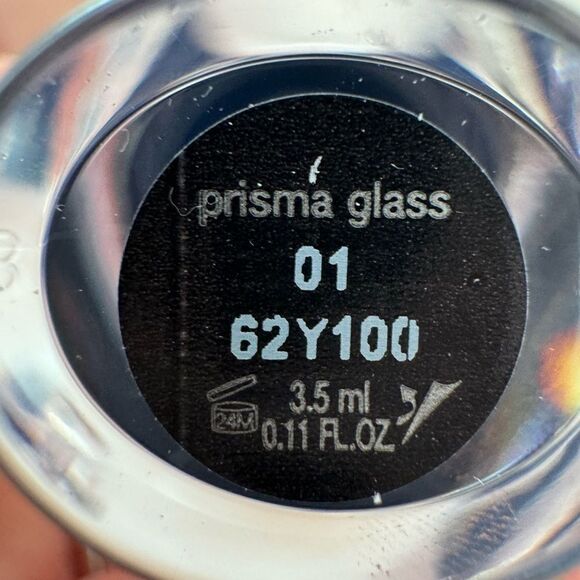 prisma glass
01
62Y100
24M
3.5 ml
0.11 FL.OZ